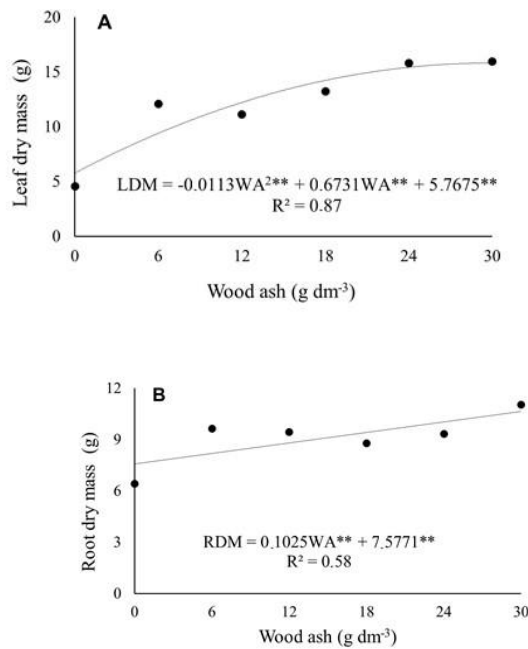 A
20
15
10
5
0
Leaf dry mass (g)
LDM = -0.0113WA²** + 0.6731WA** + 5.7675**
R² = 0.87
0 6 12 18 24 30
Wood ash (g dm⁻³)
B
12
9
6
3
0
Root dry mass (g)
RDM = 0.1025WA** + 7.5771**
R² = 0.58
0 6 12 18 24 30
Wood ash (g dm⁻³)